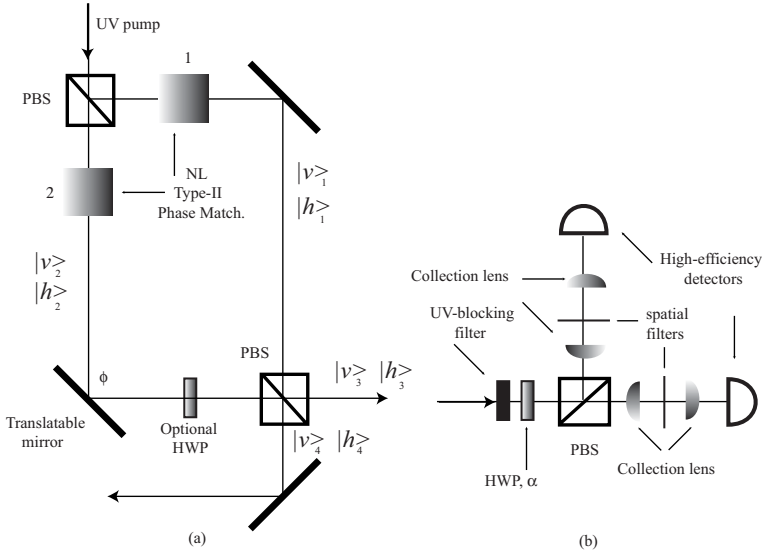 UV pump
1
PBS
NL
Type-II
Phase Match.
2
|v>₁
|h>₁
|v>₂
|h>₂
PBS
ϕ
|v>₃ |h>₃
Translatable
mirror
Optional
HWP
|v>₄ |h>₄
(a)
High-efficiency
detectors
Collection lens
UV-blocking
filter
spatial
filters
PBS
Collection lens
HWP, α
(b)